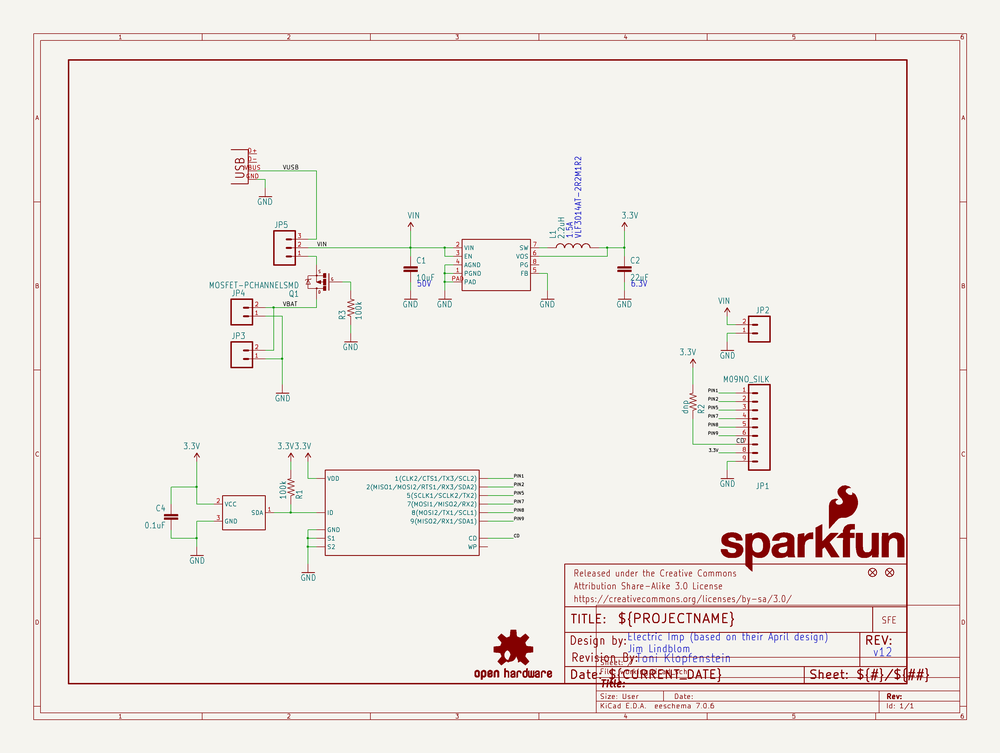 1 2 3 4 5 6
A A
B B
C C
D D
1 2 3 4 5 6
USB
D+
D-
VBUS
GND
VUSB
GND
JP5
3
2
1
VIN
MOSFET-PCHANNELSMD
Q1
JP4
2
1
VBAT
R3
100k
GND
JP3
2
1
GND
VIN
C1
10uF
50V
GND
GND
2 VIN
3 EN
4 AGND
1 PGND
PAD PAD
SW 7
VOS 6
PG 8
FB 5
GND
L1
2.2uH
1.5A
VLF3014AT-2R2M1R2
3.3V
C2
22uF
6.3V
GND
VIN
JP2
2
1
GND
3.3V
dnp
R2
M09NO_SILK
PIN1 1
PIN2 2
PIN5 3
PIN7 4
PIN8 5
PIN9 6
CD 7
3.3V 8
9
GND
JP1
3.3V
C4
0.1uF
2 VCC
3 GND
SDA 1
GND
3.3V 3.3V
100k
R1
VDD
ID
GND
S1
S2
1(CLK2/CTS1/TX3/SCL2) PIN1
2(MISO1/MOSI2/RTS1/RX3/SDA2) PIN2
5(SCLK1/SCLK2/TX2) PIN5
7(MOSI1/MISO2/RX2) PIN7
8(MOSI2/TX1/SCL1) PIN8
9(MISO2/RX1/SDA1) PIN9
CD CD
WP
GND
sparkfun
open hardware
Released under the Creative Commons
Attribution Share-Alike 3.0 License
https://creativecommons.org/licenses/by-sa/3.0/
TITLE: ${PROJECTNAME}
SFE
Design by: Electric Imp (based on their April design)
Jim Lindblom
REV:
v12
Revision By: Toni Klopfenstein
Sheet:
File:
Date: ${CURRENT_DATE}
Sheet: ${#}/${##}
Title:
Size: User Date: Rev:
KiCad E.D.A. eeschema 7.0.6 Id: 1/1